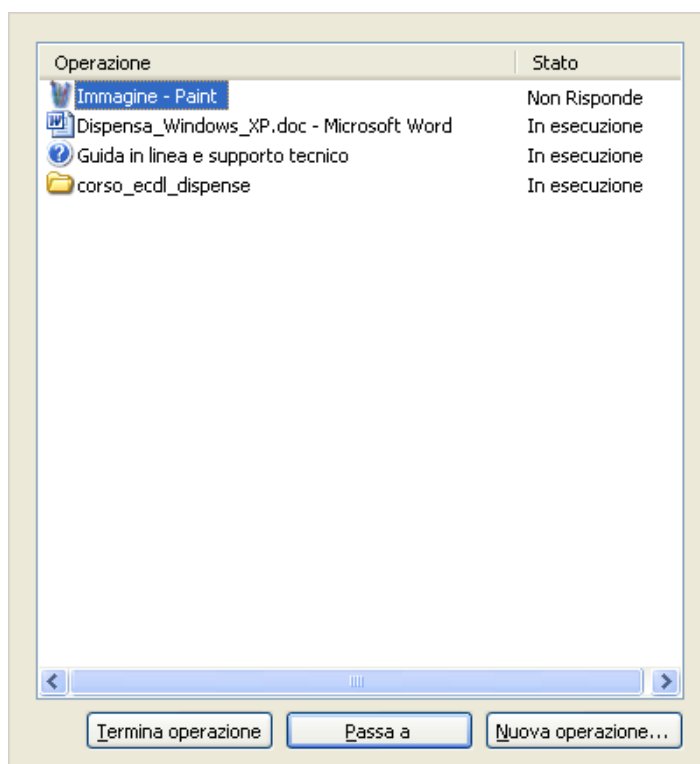 Operazione Stato
Immagine - Paint Non Risponde
Dispensa_Windows_XP.doc - Microsoft Word In esecuzione
Guida in linea e supporto tecnico In esecuzione
corso_ecdl_dispense In esecuzione
Termina operazione Passa a Nuova operazione...